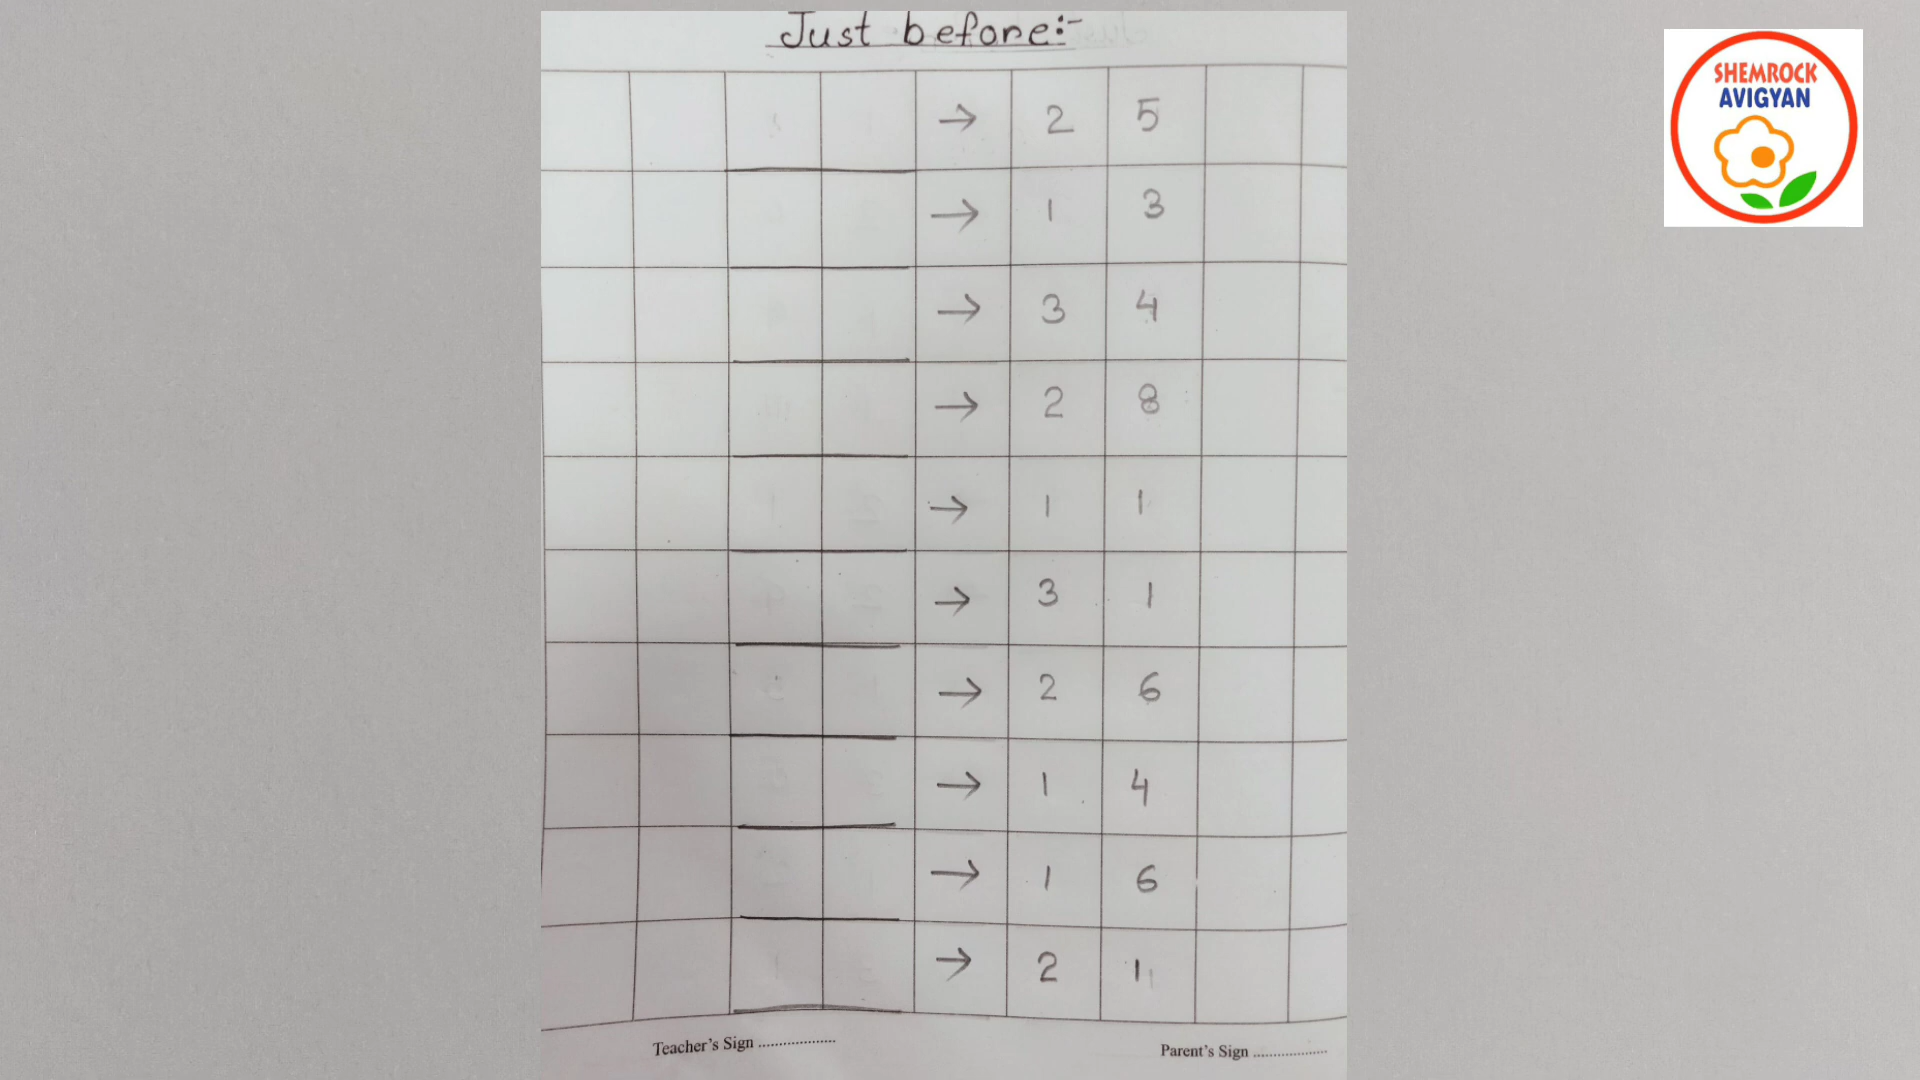 Just before:-
SHEMROCK
AVIGYAN
→ 2 5
→ 1 3
→ 3 4
→ 2 8
→ 1 1
→ 3 1
→ 2 6
→ 1 4
→ 1 6
→ 2 1
Teacher's Sign ..................
Parent's Sign ..................